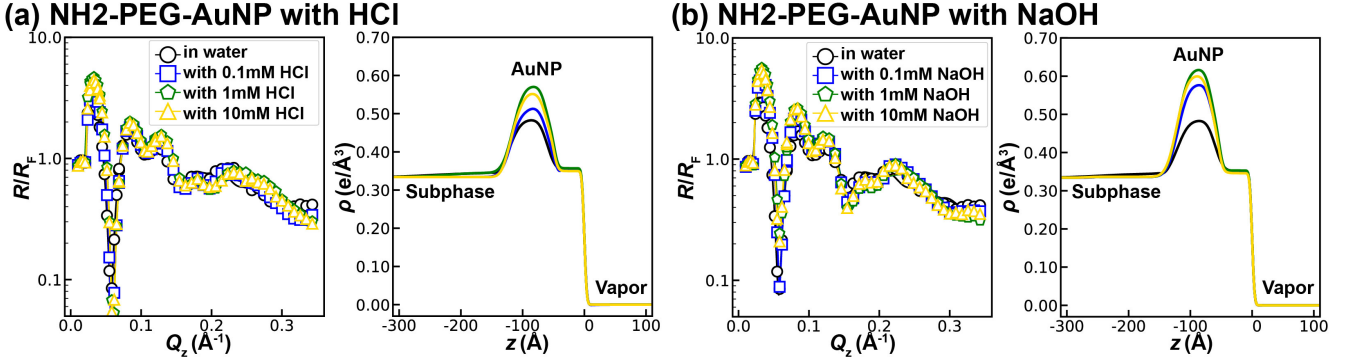 (a) NH2-PEG-AuNP with HCl
10.0
1.0
0.1
R/R_F
0.0 0.1 0.2 0.3
Q_z (Å⁻¹)
in water
with 0.1mM HCl
with 1mM HCl
with 10mM HCl
0.70
0.60
0.50
0.40
0.30
0.20
0.10
0.00
ρ (e/Å³)
AuNP
Subphase
Vapor
-300 -200 -100 0 100
z (Å)
(b) NH2-PEG-AuNP with NaOH
10.0
1.0
0.1
R/R_F
0.0 0.1 0.2 0.3
Q_z (Å⁻¹)
in water
with 0.1mM NaOH
with 1mM NaOH
with 10mM NaOH
0.70
0.60
0.50
0.40
0.30
0.20
0.10
0.00
ρ (e/Å³)
AuNP
Subphase
Vapor
-300 -200 -100 0 100
z (Å)